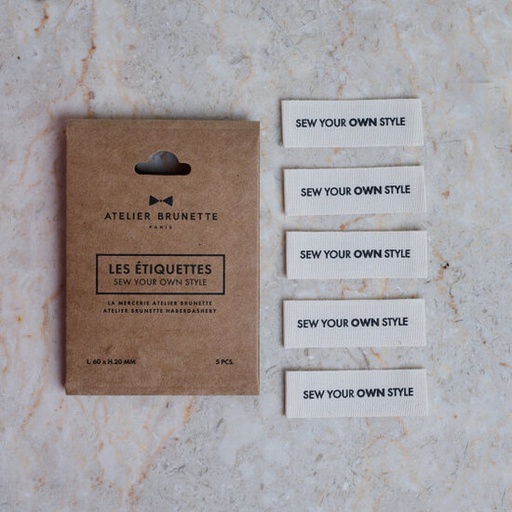 ATELIER BRUNETTE
PARIS
LES ÉTIQUETTES
SEW YOUR OWN STYLE
LA MERCERIE ATELIER BRUNETTE
ATELIER BRUNETTE HABERDASHERY
L.60 x H.20 MM
5 PCS.
SEW YOUR OWN STYLE
SEW YOUR OWN STYLE
SEW YOUR OWN STYLE
SEW YOUR OWN STYLE
SEW YOUR OWN STYLE